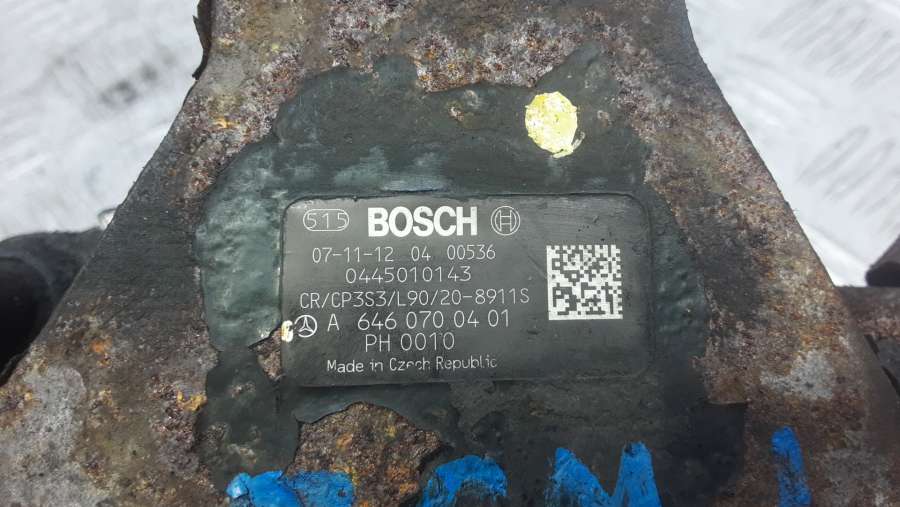 515 BOSCH
07-11-12 04 00536
0445010143
CR/CP3S3/L90/20-8911S
A 646 070 04 01
PH 0010
Made in Czech Republic